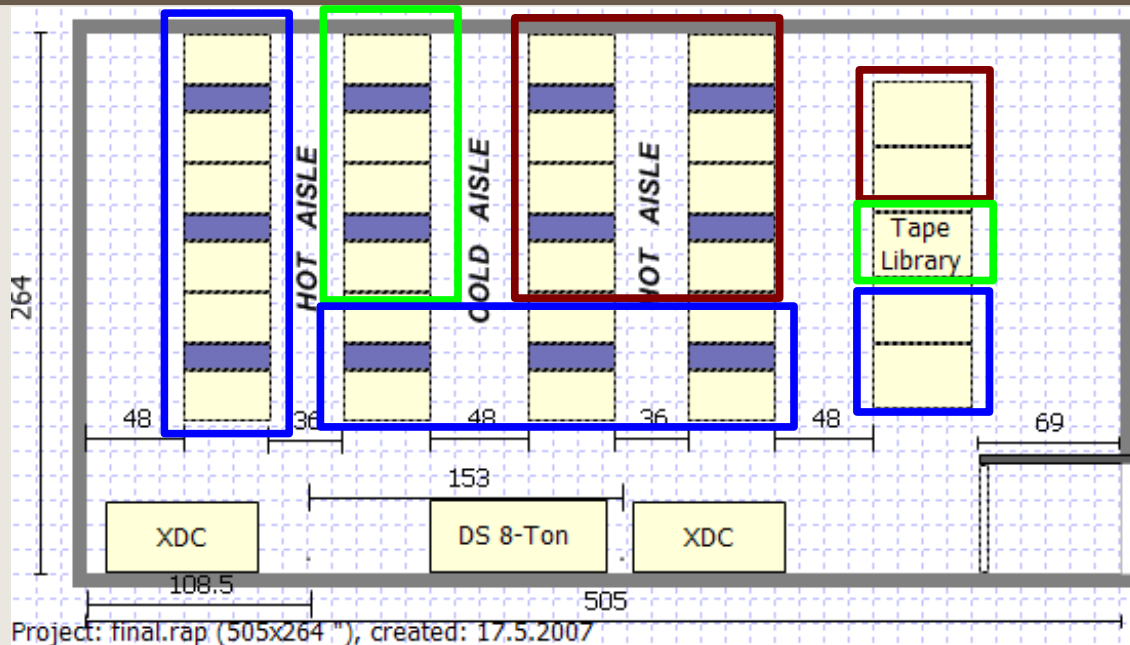 HOT AISLE
COLD AISLE
HOT AISLE
Tape
Library
264
48
36
48
36
48
69
153
XDC
DS 8-Ton
XDC
108.5
505
Project: final.rap (505x264 "), created: 17.5.2007